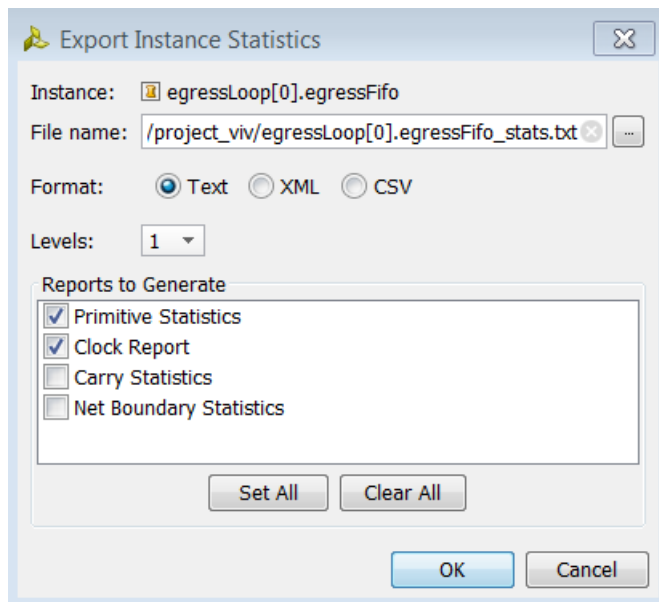 Export Instance Statistics
Instance: egressLoop[0].egressFifo
File name: /project_viv/egressLoop[0].egressFifo_stats.txt ...
Format: Text XML CSV
Levels: 1
Reports to Generate
Primitive Statistics
Clock Report
Carry Statistics
Net Boundary Statistics
Set All Clear All
OK Cancel